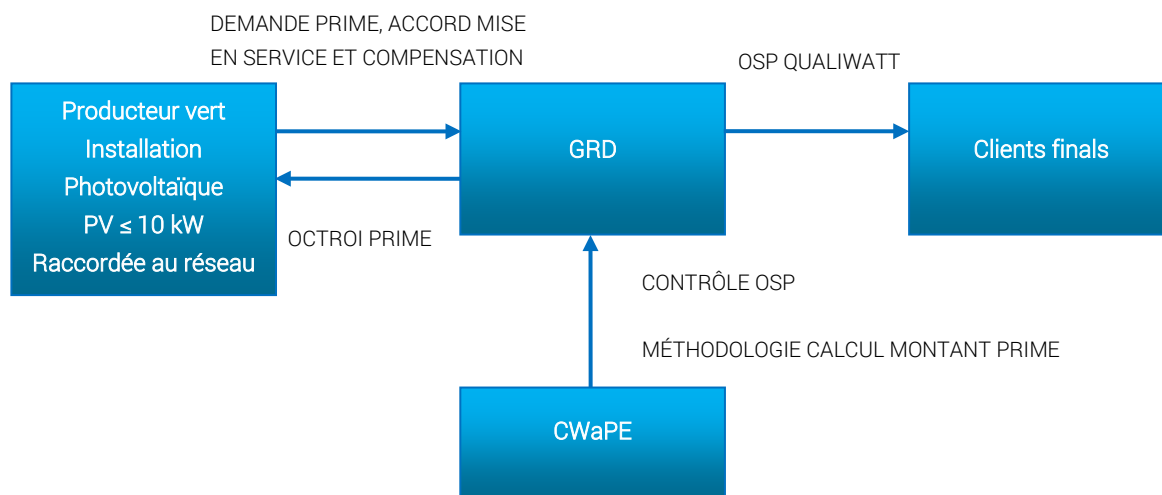 DEMANDE PRIME, ACCORD MISE
EN SERVICE ET COMPENSATION
OSP QUALIWATT
Producteur vert
Installation
Photovoltaïque
PV ≤ 10 kW
Raccordée au réseau
GRD
Clients finals
OCTROI PRIME
CONTRÔLE OSP
MÉTHODOLOGIE CALCUL MONTANT PRIME
CWaPE